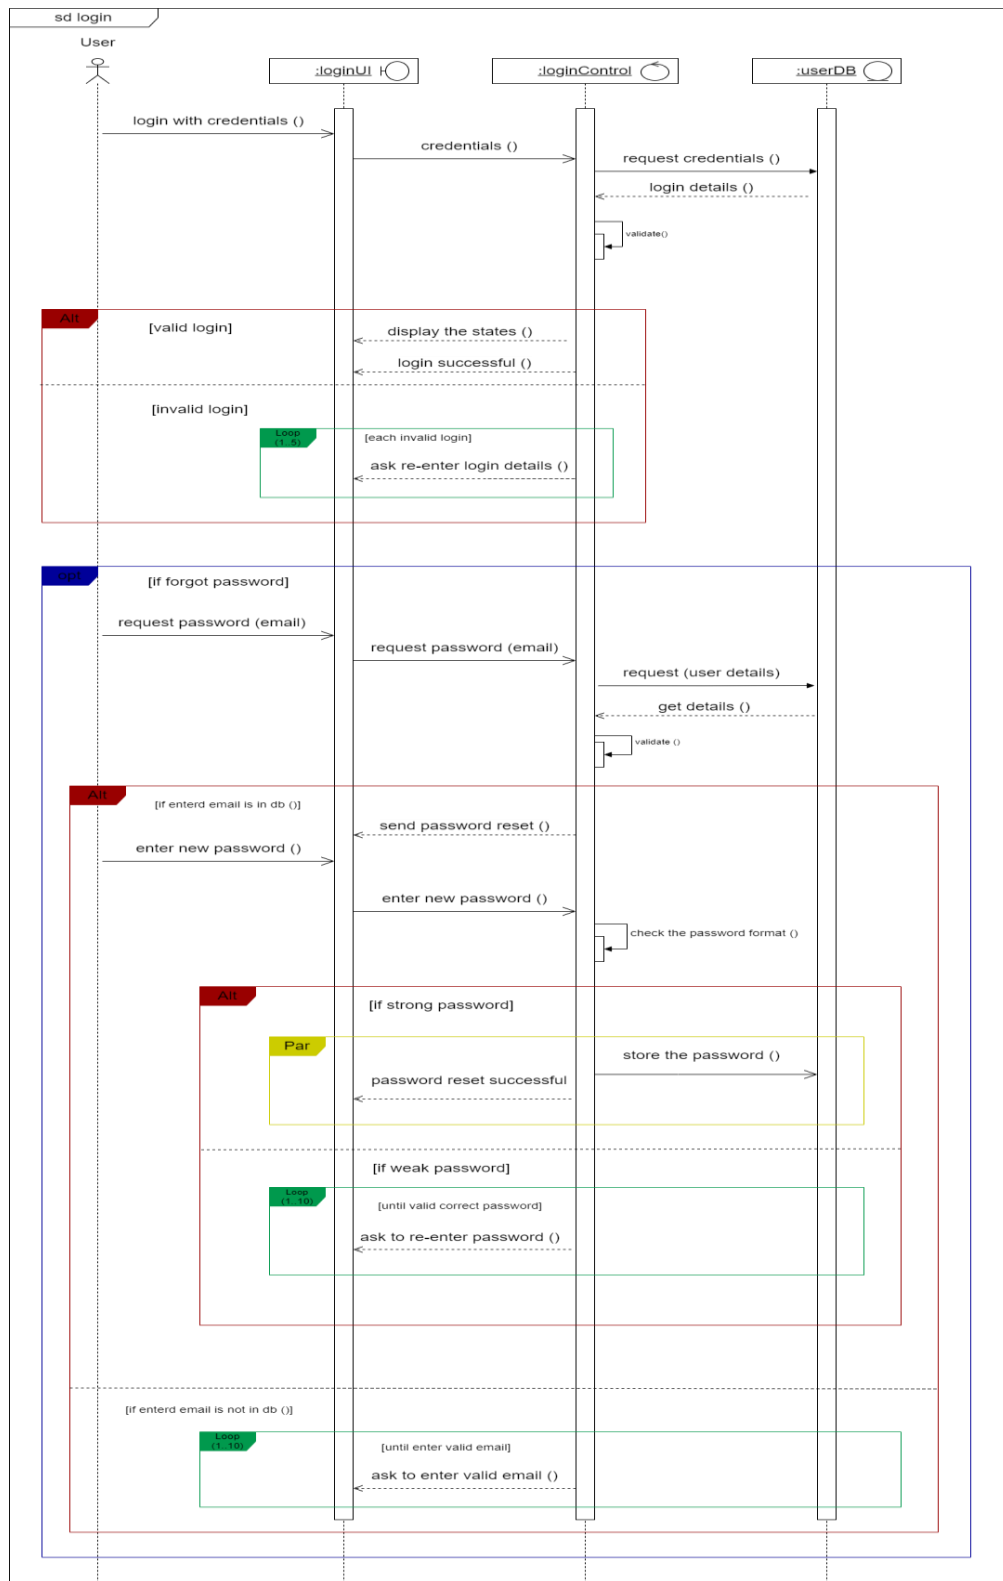 sd login
User
:loginUI
:loginControl
:userDB
login with credentials ()
credentials ()
request credentials ()
login details ()
validate()
Alt
[valid login]
display the states ()
login successful ()
[invalid login]
Loop
(1..5)
[each invalid login]
ask re-enter login details ()
opt
[if forgot password]
request password (email)
request password (email)
request (user details)
get details ()
validate ()
Alt
[if enterd email is in db ()]
send password reset ()
enter new password ()
enter new password ()
check the password format ()
Alt
[if strong password]
Par
store the password ()
password reset successful
[if weak password]
Loop
(1..10)
[until valid correct password]
ask to re-enter password ()
[if enterd email is not in db ()]
Loop
(1..10)
[until enter valid email]
ask to enter valid email ()